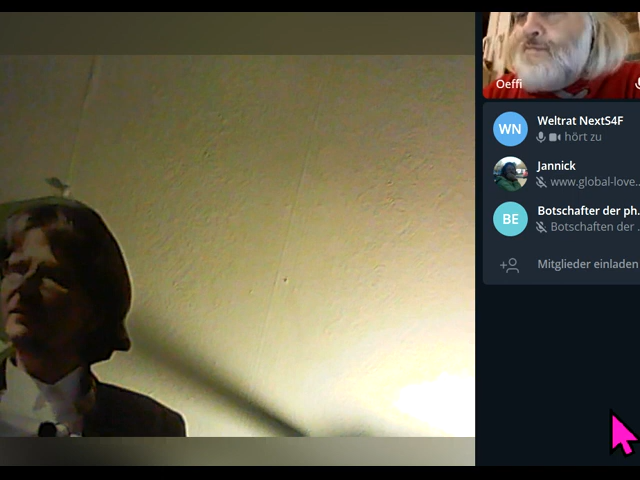 Oeffi
WN
Weltrat NextS4F
hört zu
Jannick
www.global-love...
BE
Botschafter der ph...
Botschaften der ...
Mitglieder einladen